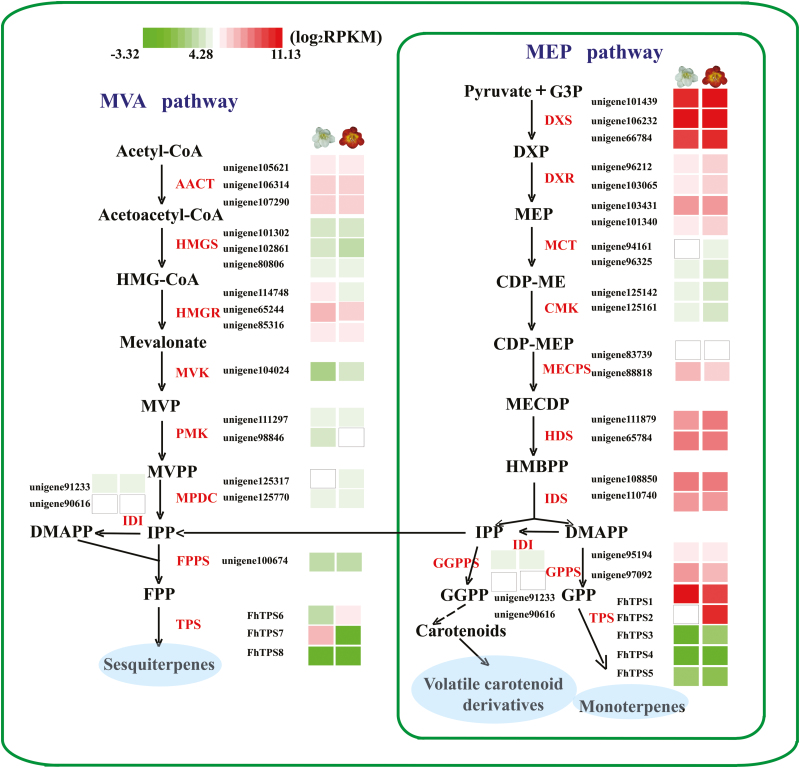 (log₂RPKM)
-3.32 4.28 11.13
MVA pathway
Acetyl-CoA
AACT
unigene105621
unigene106314
unigene107290
Acetoacetyl-CoA
HMGS
unigene101302
unigene102861
unigene80806
HMG-CoA
HMGR
unigene114748
unigene65244
unigene85316
Mevalonate
MVK
unigene104024
MVP
PMK
unigene111297
unigene98846
MVPP
MPDC
unigene125317
unigene125770
unigene91233
unigene90616
IDI
DMAPP
IPP
FPPS
unigene100674
FPP
TPS
FhTPS6
FhTPS7
FhTPS8
Sesquiterpenes
MEP pathway
Pyruvate + G3P
DXS
unigene101439
unigene106232
unigene66784
DXP
DXR
unigene96212
unigene103065
unigene103431
unigene101340
MEP
MCT
unigene94161
unigene96325
CDP-ME
CMK
unigene125142
unigene125161
CDP-MEP
MECPS
unigene83739
unigene88818
MECDP
HDS
unigene111879
unigene65784
HMBPP
IDS
unigene108850
unigene110740
IPP
IDI
DMAPP
GGPPS
unigene91233
unigene90616
GPPS
unigene95194
unigene97092
GGPP
GPP
TPS
FhTPS1
FhTPS2
FhTPS3
FhTPS4
FhTPS5
Carotenoids
Volatile carotenoid
derivatives
Monoterpenes